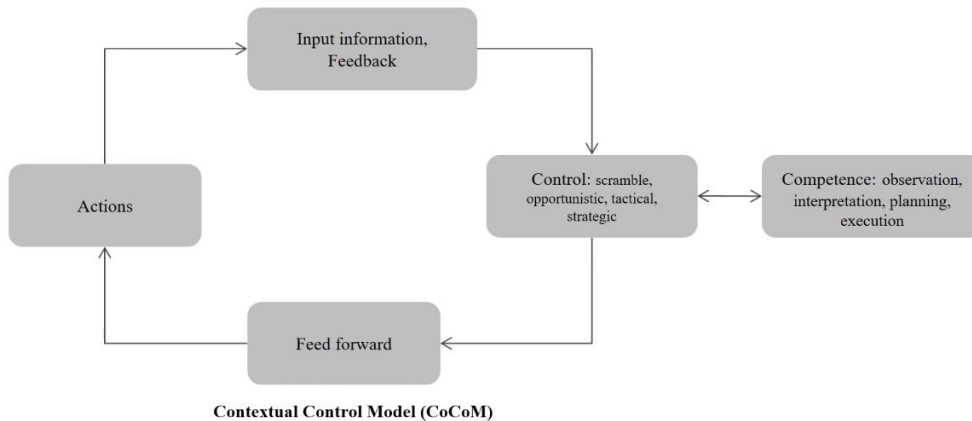 Input information,
Feedback
Actions
Control: scramble,
opportunistic, tactical,
strategic
Competence: observation,
interpretation, planning,
execution
Feed forward
Contextual Control Model (CoCoM)